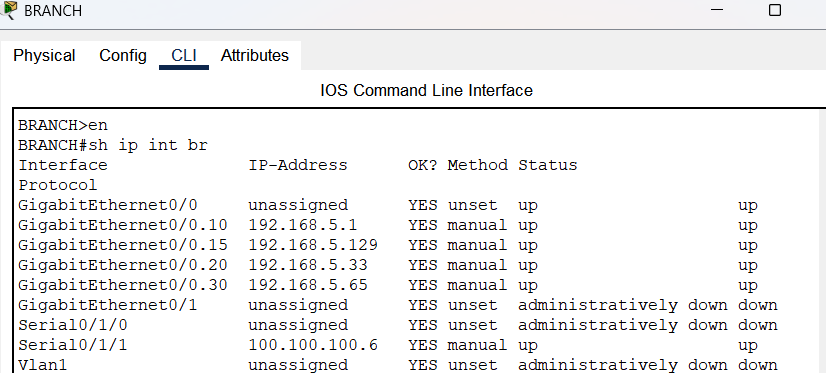 BRANCH
Physical Config CLI Attributes
IOS Command Line Interface
BRANCH>en
BRANCH#sh ip int br
Interface IP-Address OK? Method Status
Protocol
GigabitEthernet0/0 unassigned YES unset up up
GigabitEthernet0/0.10 192.168.5.1 YES manual up up
GigabitEthernet0/0.15 192.168.5.129 YES manual up up
GigabitEthernet0/0.20 192.168.5.33 YES manual up up
GigabitEthernet0/0.30 192.168.5.65 YES manual up up
GigabitEthernet0/1 unassigned YES unset administratively down down
Serial0/1/0 unassigned YES unset administratively down down
Serial0/1/1 100.100.100.6 YES manual up up
Vlan1 unassigned YES unset administratively down down